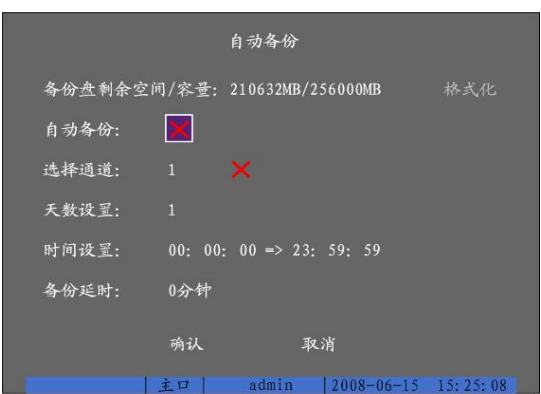 自动备份
备份盘剩余空间/容量: 210632MB/256000MB 格式化
自动备份:
选择通道: 1
天数设置: 1
时间设置: 00: 00: 00 => 23: 59: 59
备份延时: 0分钟
确认 取消
主口 admin 2008-06-15 15:25:08